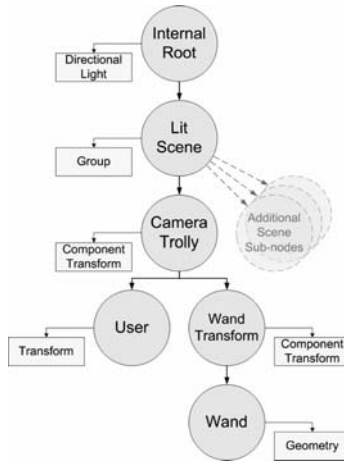 Internal
Root
Directional
Light
Lit
Scene
Group
Additional
Scene
Sub-nodes
Camera
Trolly
Component
Transform
User
Wand
Transform
Transform
Component
Transform
Wand
Geometry